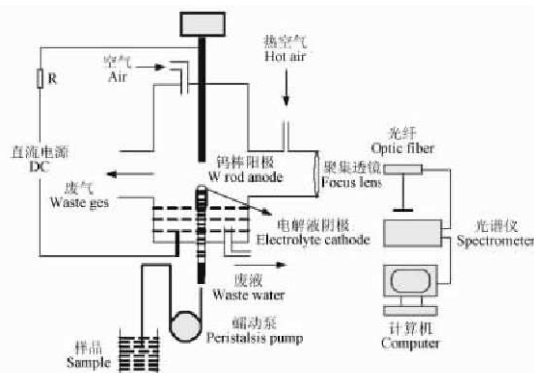 空气
Air
热空气
Hot air
R
直流电源
DC
钨棒阳极
W rod anode
聚集透镜
Focus lens
光纤
Optic fiber
废气
Waste ges
电解液阴极
Electrolyte cathode
光谱仪
Spectrometer
废液
Waste water
蠕动泵
Peristalsis pump
样品
Sample
计算机
Computer